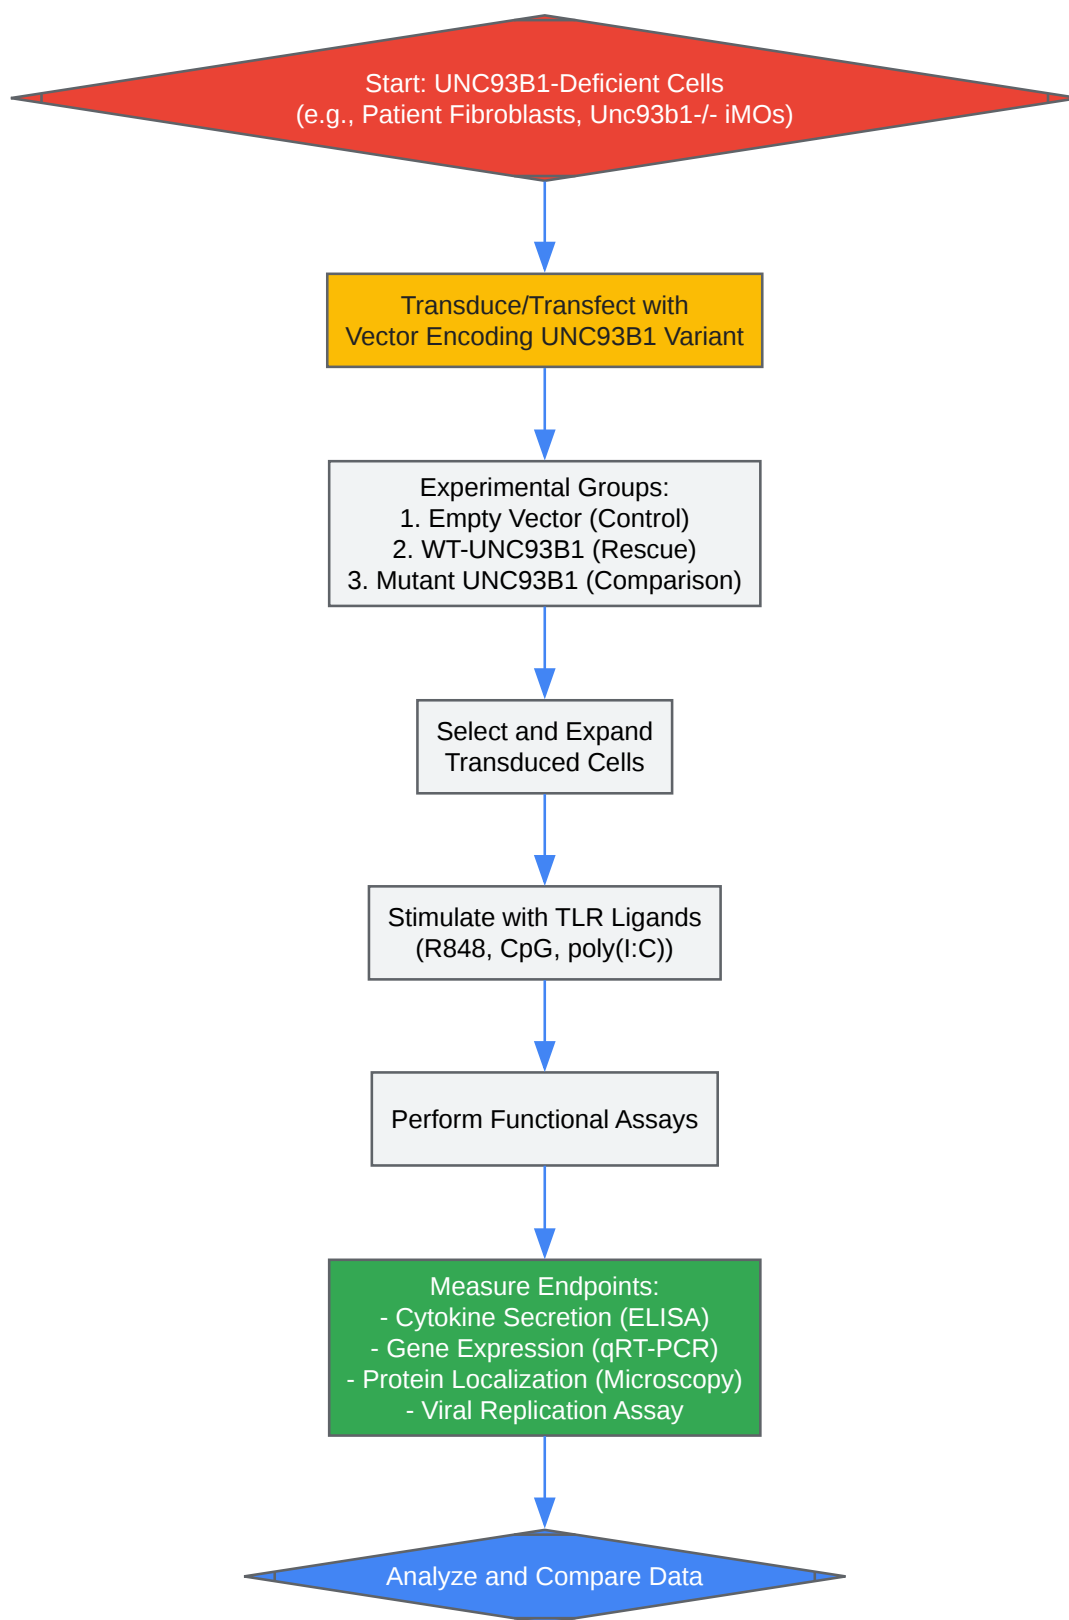 Start: UNC93B1-Deficient Cells
(e.g., Patient Fibroblasts, Unc93b1-/- iMOs)
Transduce/Transfect with
Vector Encoding UNC93B1 Variant
Experimental Groups:
1. Empty Vector (Control)
2. WT-UNC93B1 (Rescue)
3. Mutant UNC93B1 (Comparison)
Select and Expand
Transduced Cells
Stimulate with TLR Ligands
(R848, CpG, poly(I:C))
Perform Functional Assays
Measure Endpoints:
- Cytokine Secretion (ELISA)
- Gene Expression (qRT-PCR)
- Protein Localization (Microscopy)
- Viral Replication Assay
Analyze and Compare Data